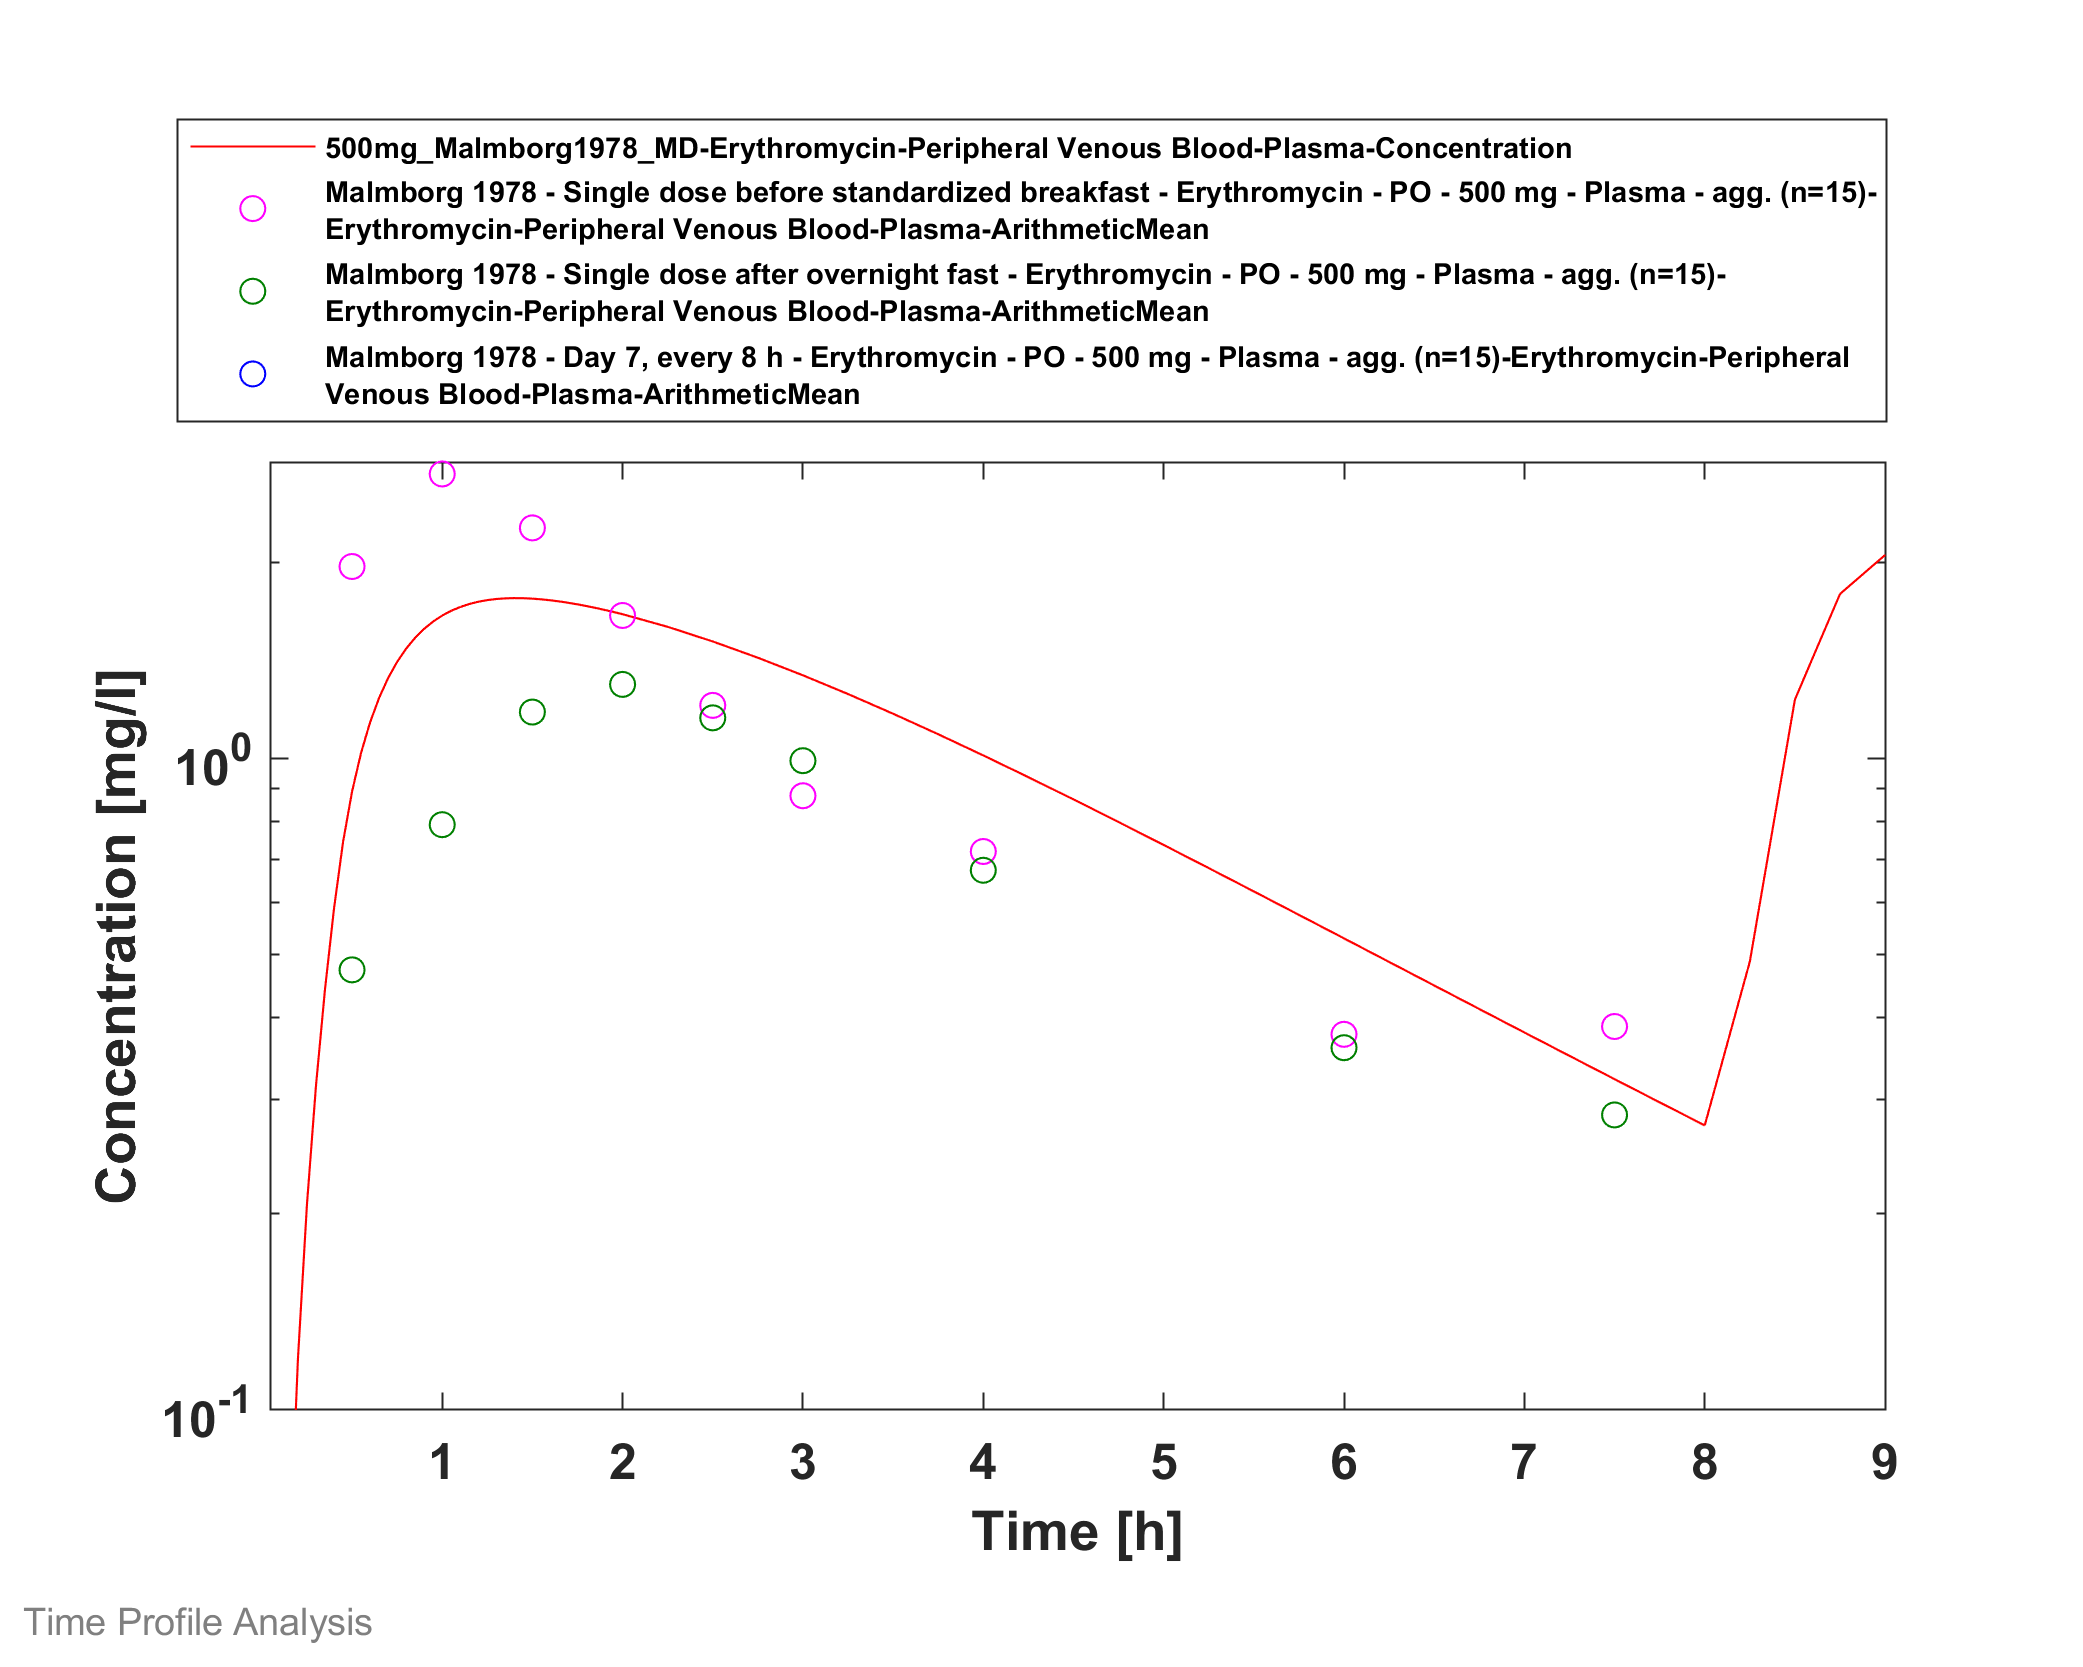 500mg_Malmborg1978_MD-Erythromycin-Peripheral Venous Blood-Plasma-Concentration
Malmborg 1978 - Single dose before standardized breakfast - Erythromycin - PO - 500 mg - Plasma - agg. (n=15)-
Erythromycin-Peripheral Venous Blood-Plasma-ArithmeticMean
Malmborg 1978 - Single dose after overnight fast - Erythromycin - PO - 500 mg - Plasma - agg. (n=15)-
Erythromycin-Peripheral Venous Blood-Plasma-ArithmeticMean
Malmborg 1978 - Day 7, every 8 h - Erythromycin - PO - 500 mg - Plasma - agg. (n=15)-Erythromycin-Peripheral
Venous Blood-Plasma-ArithmeticMean
Concentration [mg/l]
10^0
10^-1
1 2 3 4 5 6 7 8 9
Time [h]
Time Profile Analysis